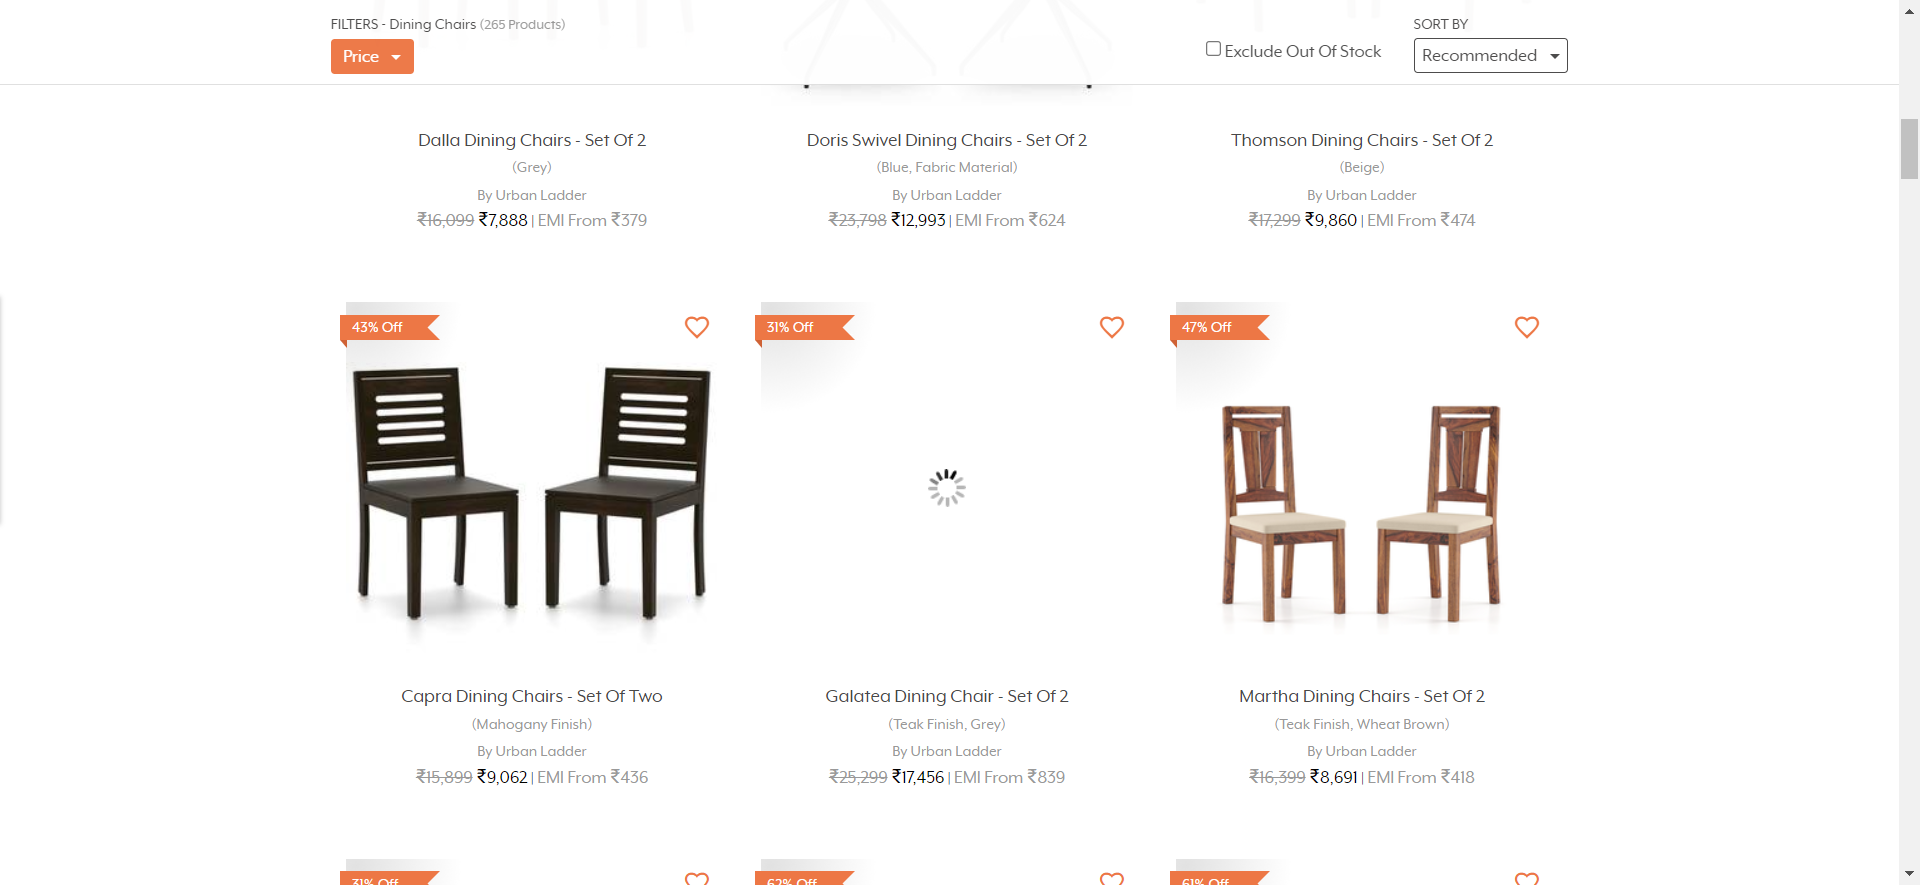 FILTERS - Dining Chairs (265 Products)
Price
Exclude Out Of Stock
SORT BY
Recommended
Dalla Dining Chairs - Set Of 2
(Grey)
By Urban Ladder
₹16,099 ₹7,888 | EMI From ₹379
Doris Swivel Dining Chairs - Set Of 2
(Blue, Fabric Material)
By Urban Ladder
₹23,798 ₹12,993 | EMI From ₹624
Thomson Dining Chairs - Set Of 2
(Beige)
By Urban Ladder
₹17,299 ₹9,860 | EMI From ₹474
43% Off
Capra Dining Chairs - Set Of Two
(Mahogany Finish)
By Urban Ladder
₹15,899 ₹9,062 | EMI From ₹436
31% Off
Galatea Dining Chair - Set Of 2
(Teak Finish, Grey)
By Urban Ladder
₹25,299 ₹17,456 | EMI From ₹839
47% Off
Martha Dining Chairs - Set Of 2
(Teak Finish, Wheat Brown)
By Urban Ladder
₹16,399 ₹8,691 | EMI From ₹418
31% Off
62% Off
61% Off